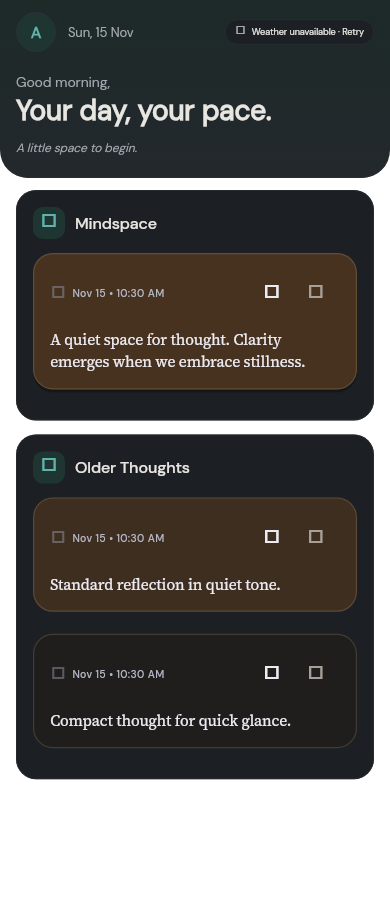 A
Sun, 15 Nov
Weather unavailable · Retry
Good morning,
Your day, your pace.
A little space to begin.
Mindspace
Nov 15 • 10:30 AM
A quiet space for thought. Clarity
emerges when we embrace stillness.
Older Thoughts
Nov 15 • 10:30 AM
Standard reflection in quiet tone.
Nov 15 • 10:30 AM
Compact thought for quick glance.